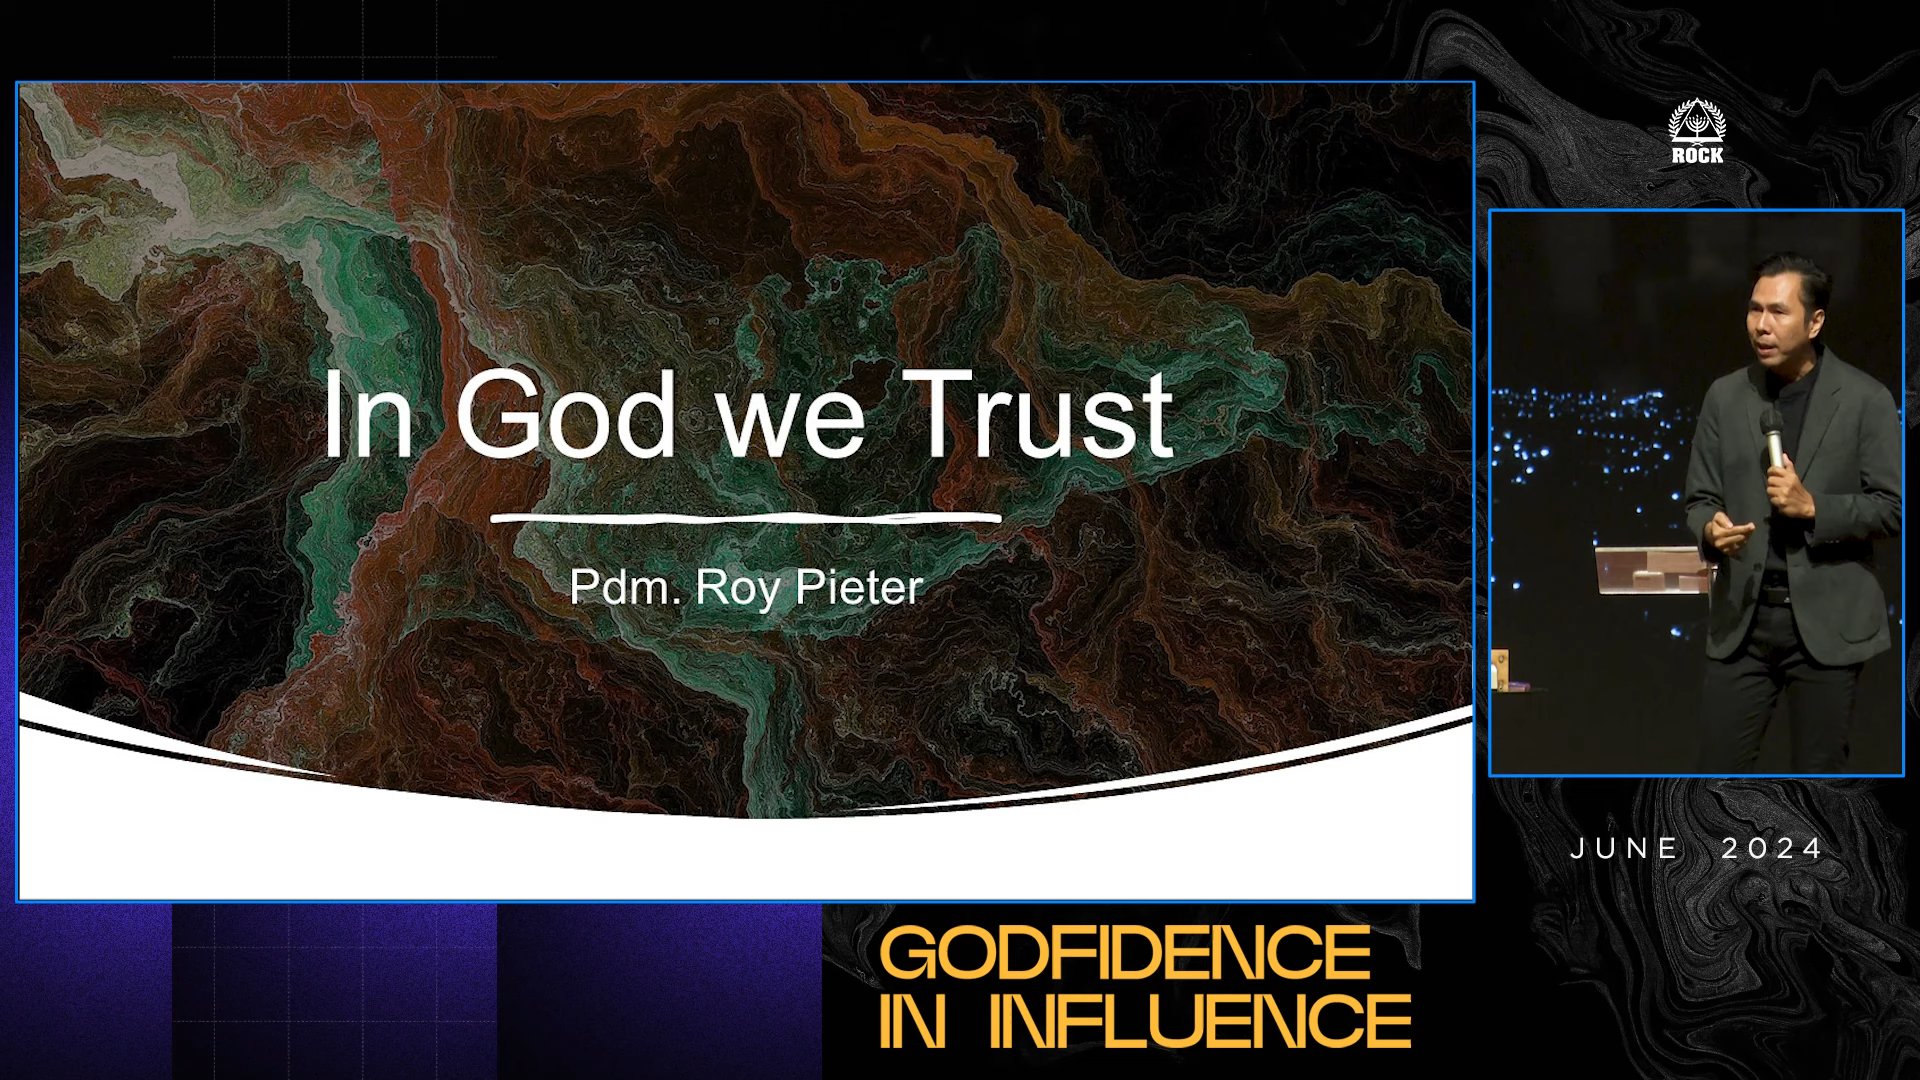 ROCK
In God we Trust
Pdm. Roy Pieter
JUNE 2024
GODFIDENCE
IN INFLUENCE